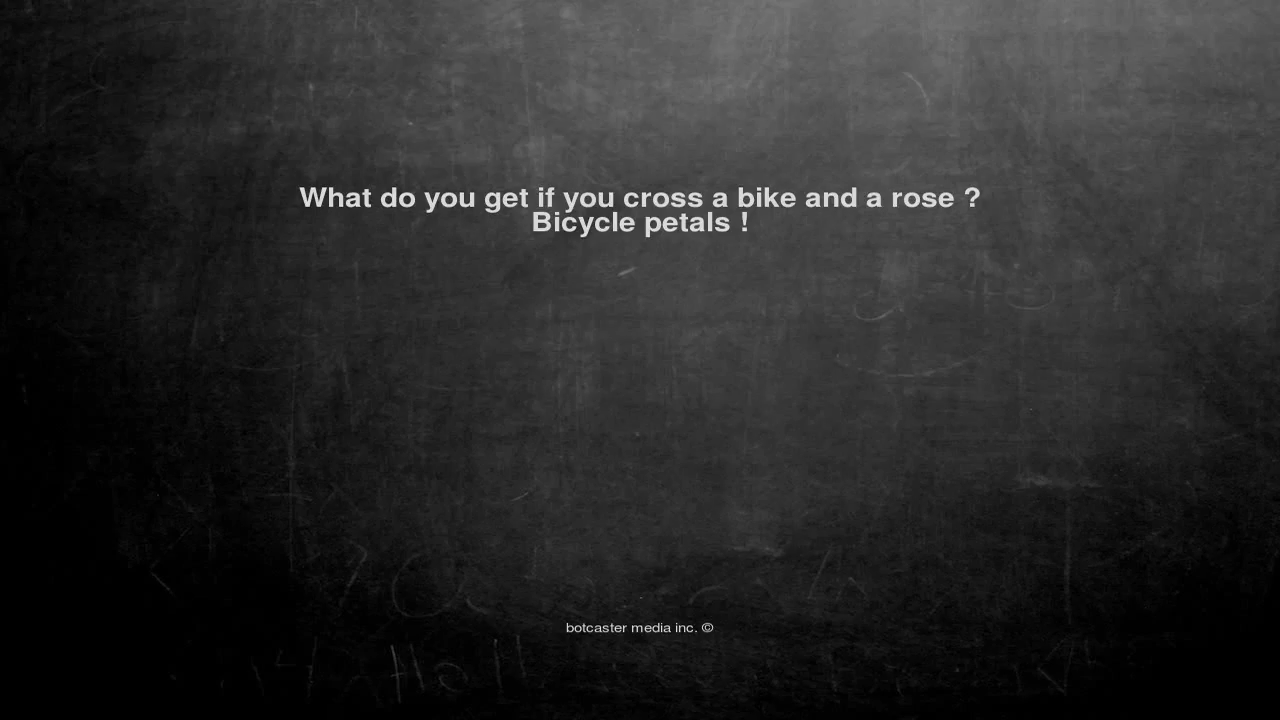 What do you get if you cross a bike and a rose ?
Bicycle petals !
botcaster media inc. ©